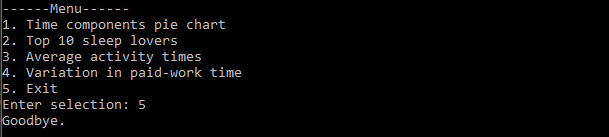 ------Menu------
1. Time components pie chart
2. Top 10 sleep lovers
3. Average activity times
4. Variation in paid-work time
5. Exit
Enter selection: 5
Goodbye.